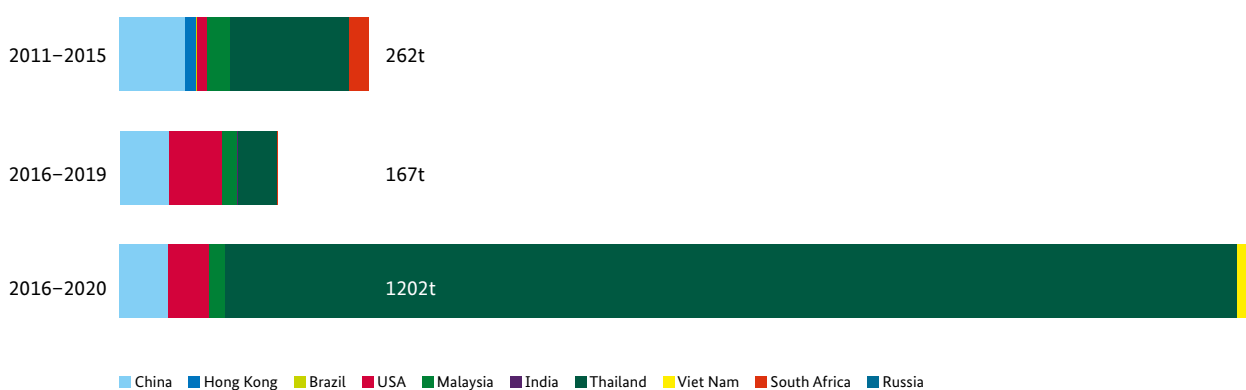 2011–2015 262t
2016–2019 167t
2016–2020 1202t
China Hong Kong Brazil USA Malaysia India Thailand Viet Nam South Africa Russia